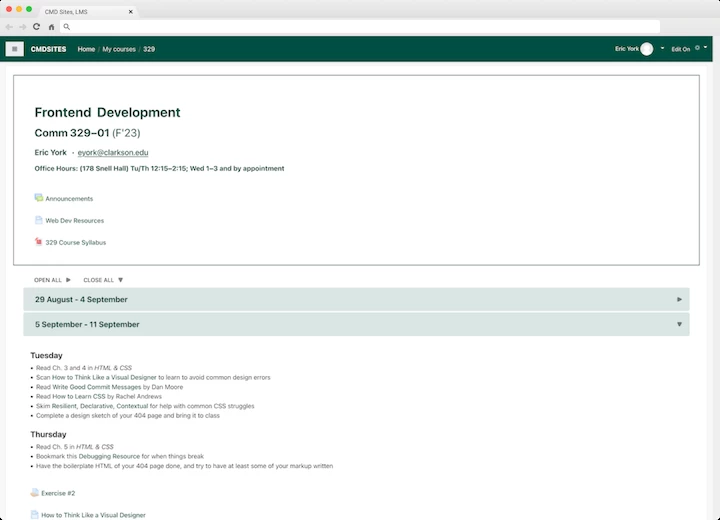 CMD Sites, LMS
CMDSITES Home / My courses / 329 Eric York Edit On
Frontend Development
Comm 329–01 (F'23)
Eric York · eyork@clarkson.edu
Office Hours: (178 Snell Hall) Tu/Th 12:15–2:15; Wed 1–3 and by appointment
Announcements
Web Dev Resources
329 Course Syllabus
OPEN ALL CLOSE ALL
29 August - 4 September
5 September - 11 September
Tuesday
• Read Ch. 3 and 4 in HTML & CSS
• Scan How to Think Like a Visual Designer to learn to avoid common design errors
• Read Write Good Commit Messages by Dan Moore
• Read How to Learn CSS by Rachel Andrews
• Skim Resilient, Declarative, Contextual for help with common CSS struggles
• Complete a design sketch of your 404 page and bring it to class
Thursday
• Read Ch. 5 in HTML & CSS
• Bookmark this Debugging Resource for when things break
• Have the boilerplate HTML of your 404 page done, and try to have at least some of your markup written
Exercise #2
How to Think Like a Visual Designer